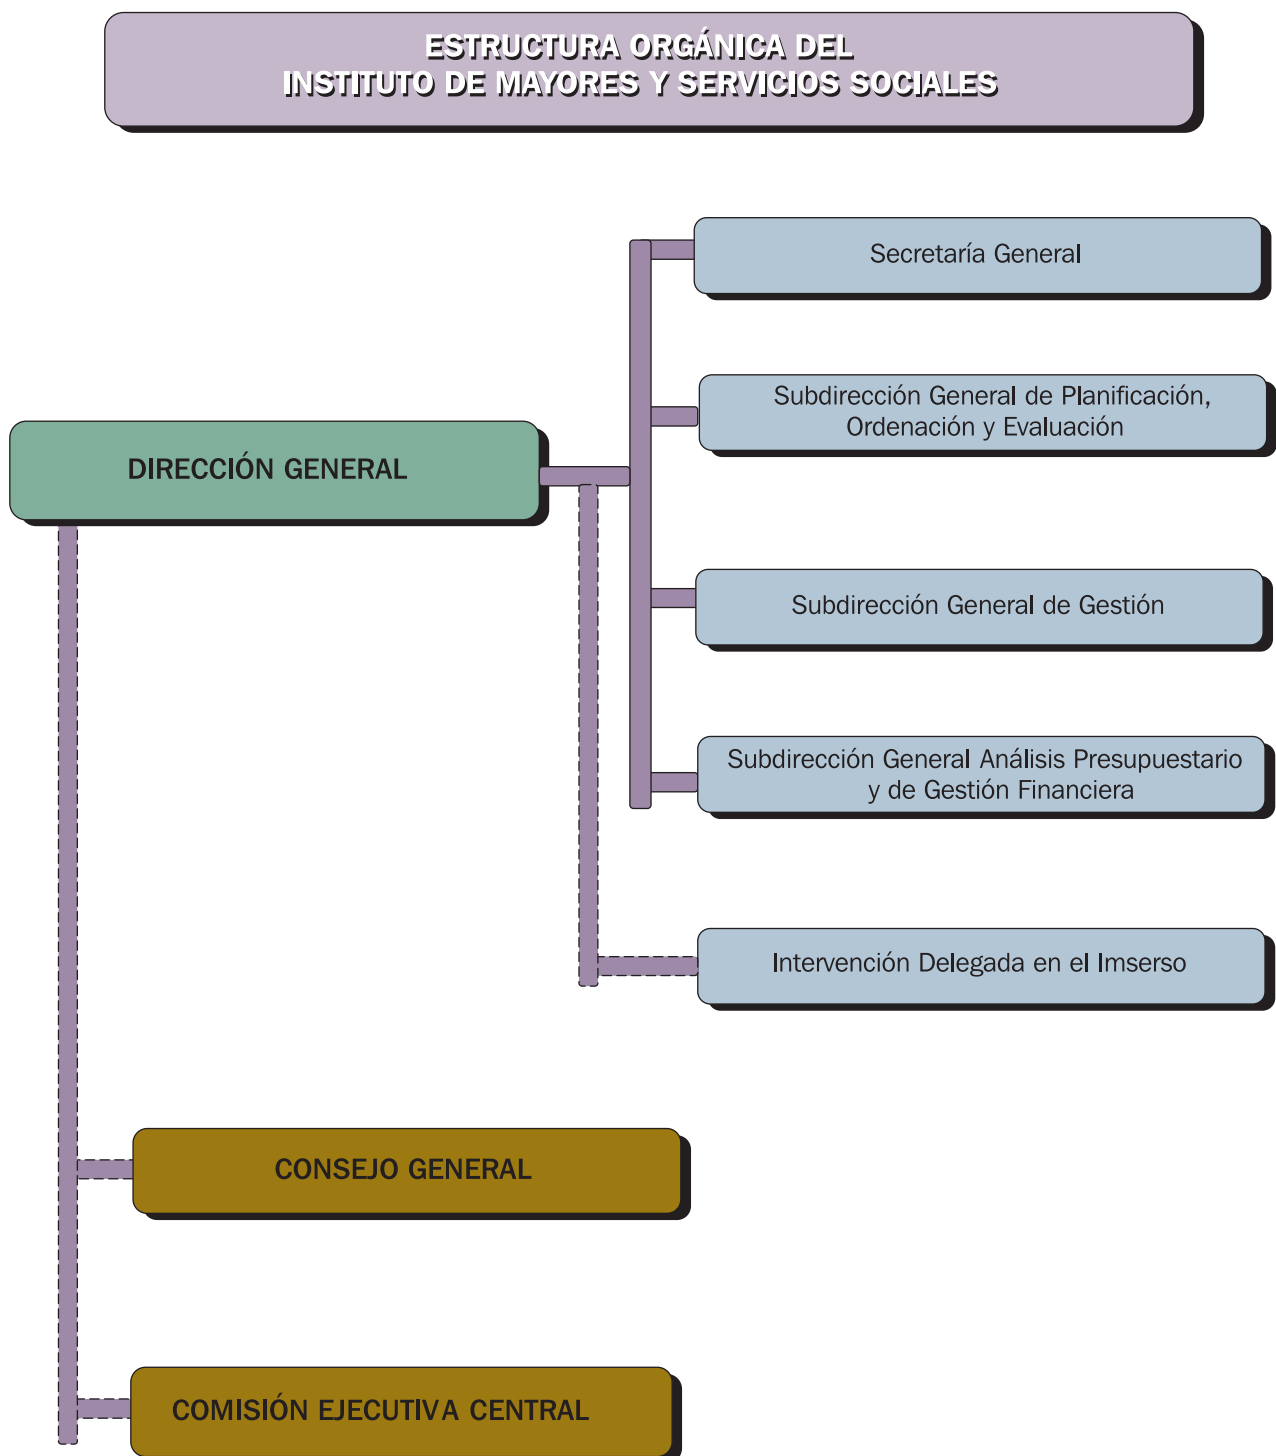 ESTRUCTURA ORGÁNICA DEL
INSTITUTO DE MAYORES Y SERVICIOS SOCIALES
Secretaría General
Subdirección General de Planificación,
Ordenación y Evaluación
DIRECCIÓN GENERAL
Subdirección General de Gestión
Subdirección General Análisis Presupuestario
y de Gestión Financiera
Intervención Delegada en el Imserso
CONSEJO GENERAL
COMISIÓN EJECUTIVA CENTRAL